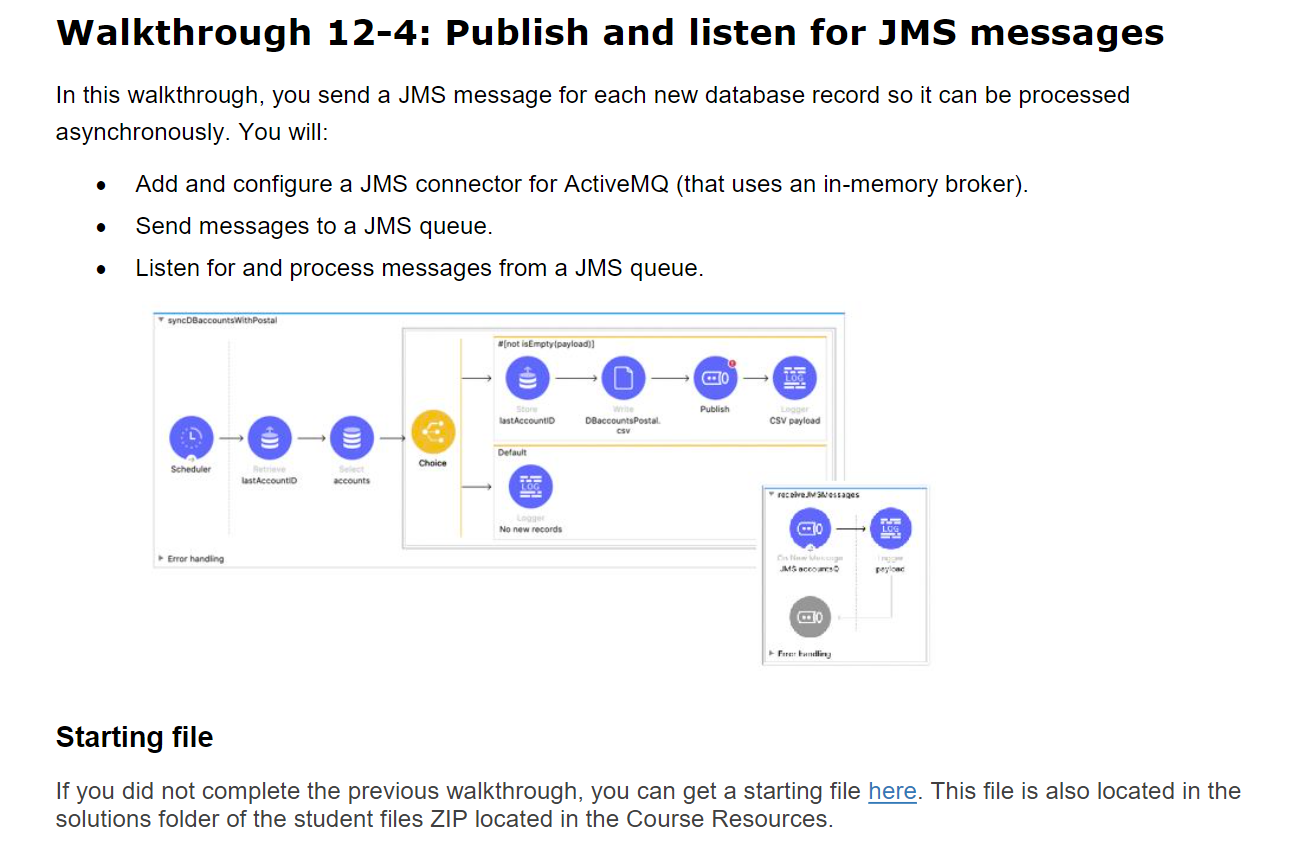 Walkthrough 12-4: Publish and listen for JMS messages
In this walkthrough, you send a JMS message for each new database record so it can be processed
asynchronously. You will:
Add and configure a JMS connector for ActiveMQ (that uses an in-memory broker).
Send messages to a JMS queue.
Listen for and process messages from a JMS queue.
syncDBaccountsWithPostal
#[not isEmpty(payload)]
Store
lastAccountID
Write
DBaccountsPostal.
csv
Publish
LOG
Logger
CSV payload
Scheduler
Retrieve
lastAccountID
Select
accounts
Choice
Default
LOG
Logger
No new records
Error handling
receiveJMSMessages
On New Message
JMS accountsQ
LOG
Logger
payload
Error handling
Starting file
If you did not complete the previous walkthrough, you can get a starting file here. This file is also located in the
solutions folder of the student files ZIP located in the Course Resources.